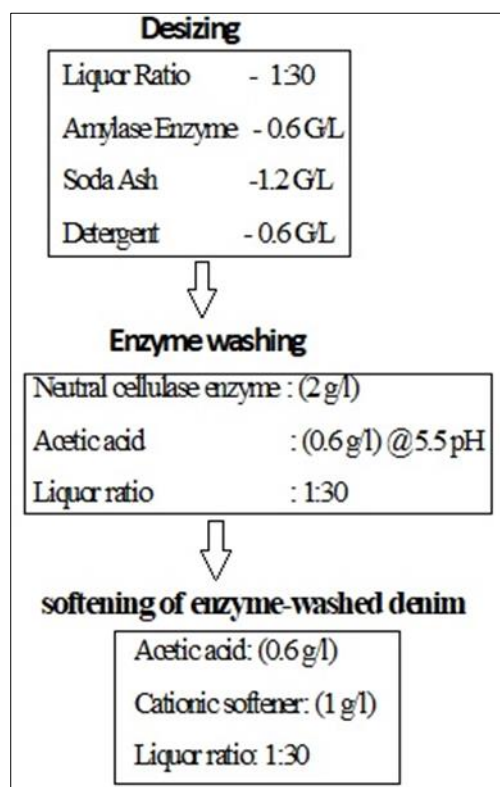 Desizing
Liquor Ratio - 1:30
Amylase Enzyme - 0.6 G/L
Soda Ash -1.2 G/L
Detergent - 0.6 G/L
Enzyme washing
Neutral cellulase enzyme : (2 g/l)
Acetic acid : (0.6 g/l) @ 5.5 pH
Liquor ratio : 1:30
softening of enzyme-washed denim
Acetic acid: (0.6 g/l)
Cationic softener: (1 g/l)
Liquor ratio: 1:30